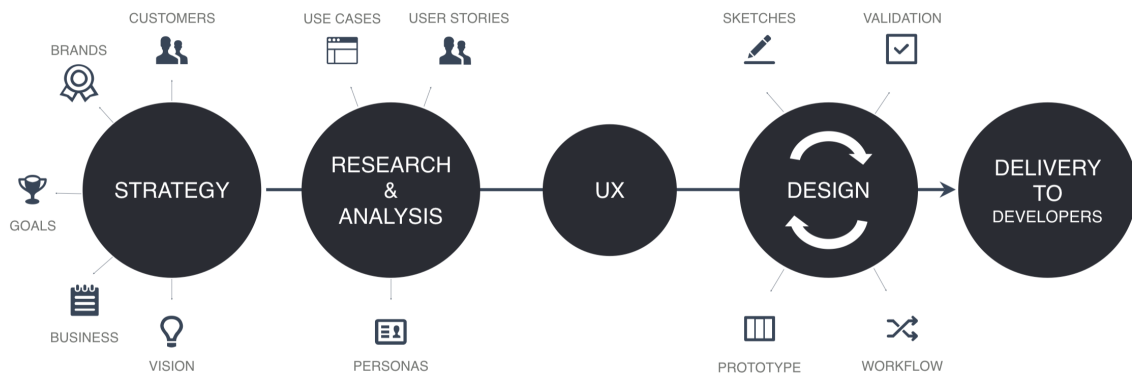 CUSTOMERS
BRANDS
GOALS
BUSINESS
VISION
STRATEGY
USE CASES
USER STORIES
RESEARCH
&
ANALYSIS
PERSONAS
UX
SKETCHES
VALIDATION
DESIGN
PROTOTYPE
WORKFLOW
DELIVERY
TO
DEVELOPERS